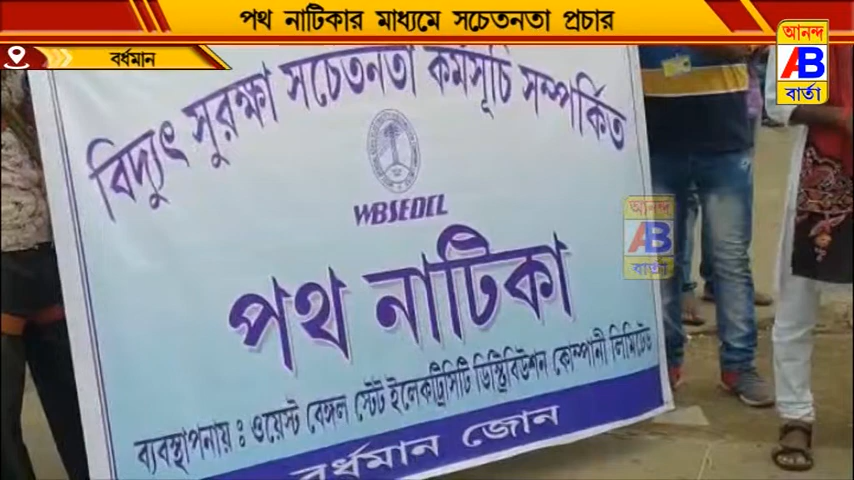 পথ নাটিকার মাধ্যমে সচেতনতা প্রচার
বর্ধমান
আনন্দ
AB
বার্তা
বিদ্যুৎ সুরক্ষা সচেতনতা কর্মসূচি সম্পর্কিত
WBSEDCL
পথ নাটিকা
আনন্দ
AB
বার্তা
ব্যবস্থাপনায় : ওয়েস্ট বেঙ্গল স্টেট ইলেকট্রিসিটি ডিস্ট্রিবিউশন কোম্পানী লিমিটেড
বর্ধমান জোন